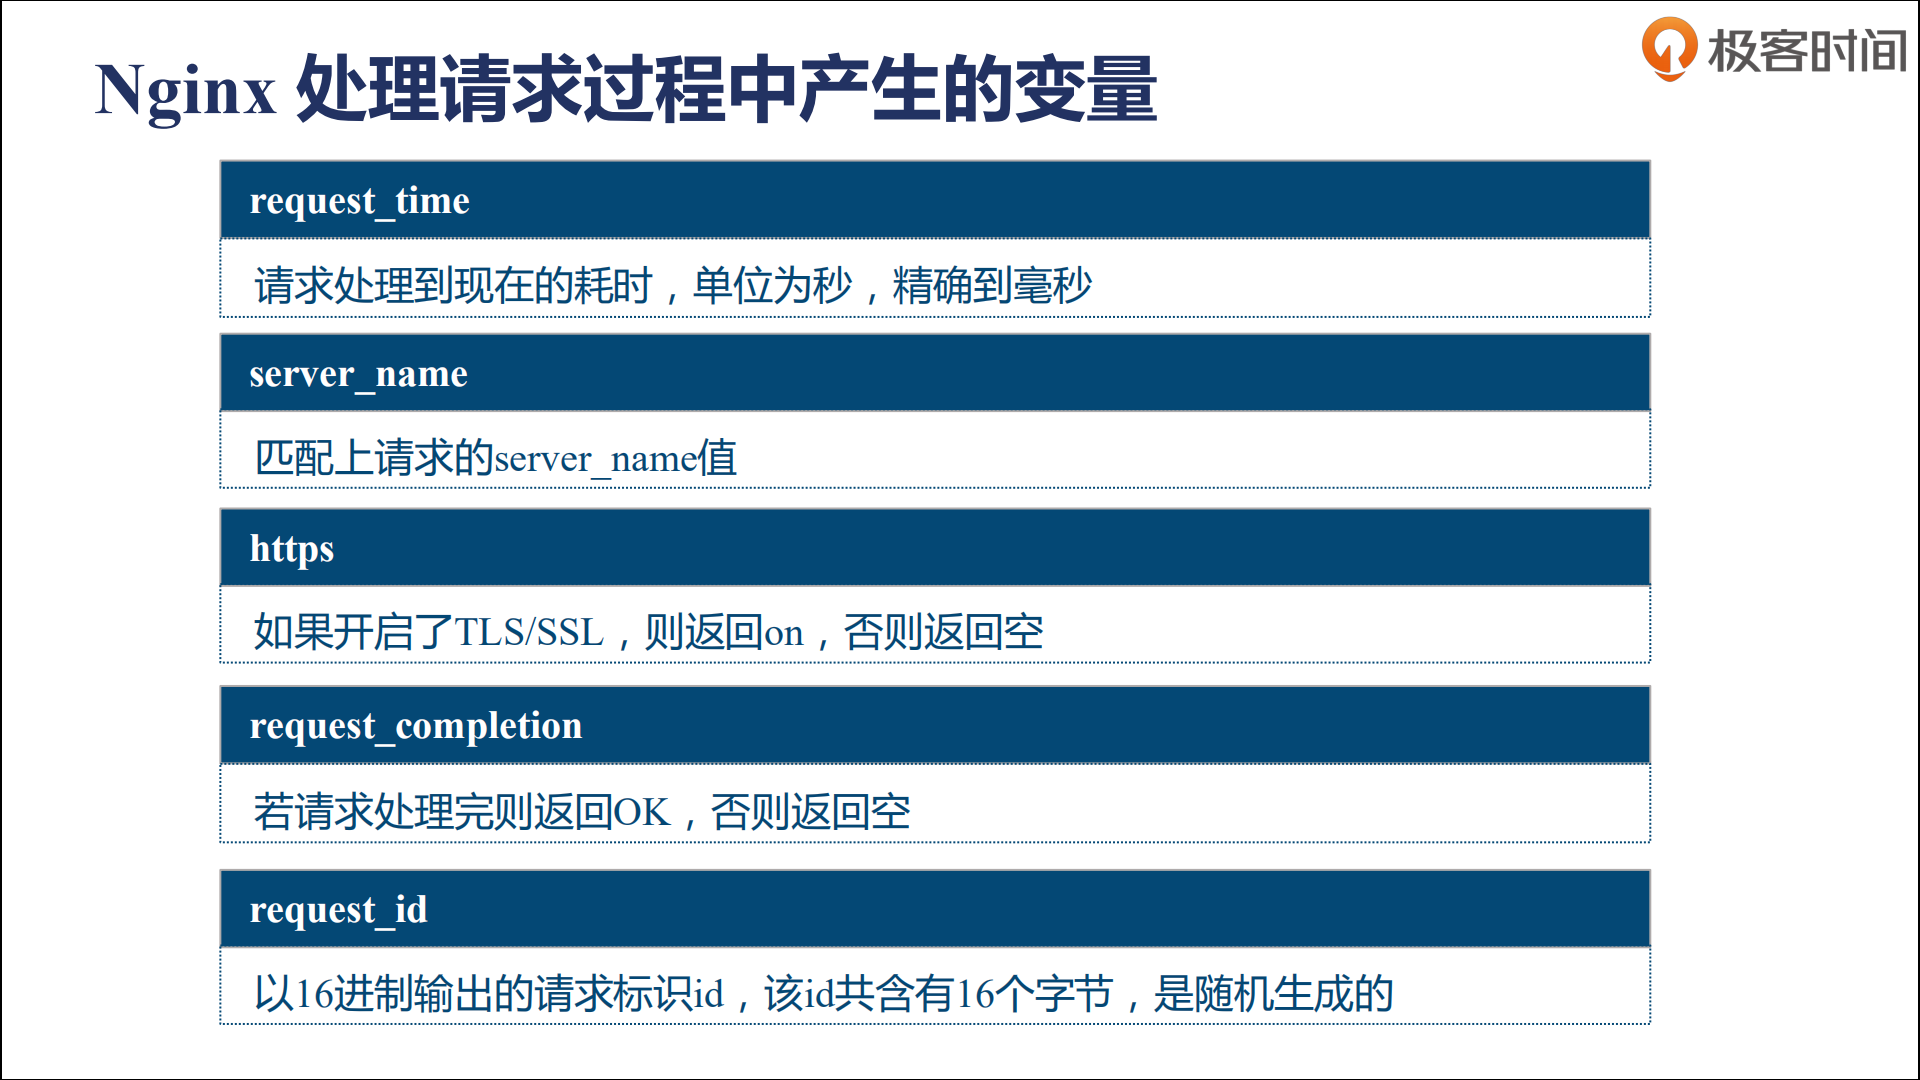 Nginx 处理请求过程中产生的变量
极客时间
request_time
请求处理到现在的耗时，单位为秒，精确到毫秒
server_name
匹配上请求的server_name值
https
如果开启了TLS/SSL，则返回on，否则返回空
request_completion
若请求处理完则返回OK，否则返回空
request_id
以16进制输出的请求标识id，该id共含有16个字节，是随机生成的